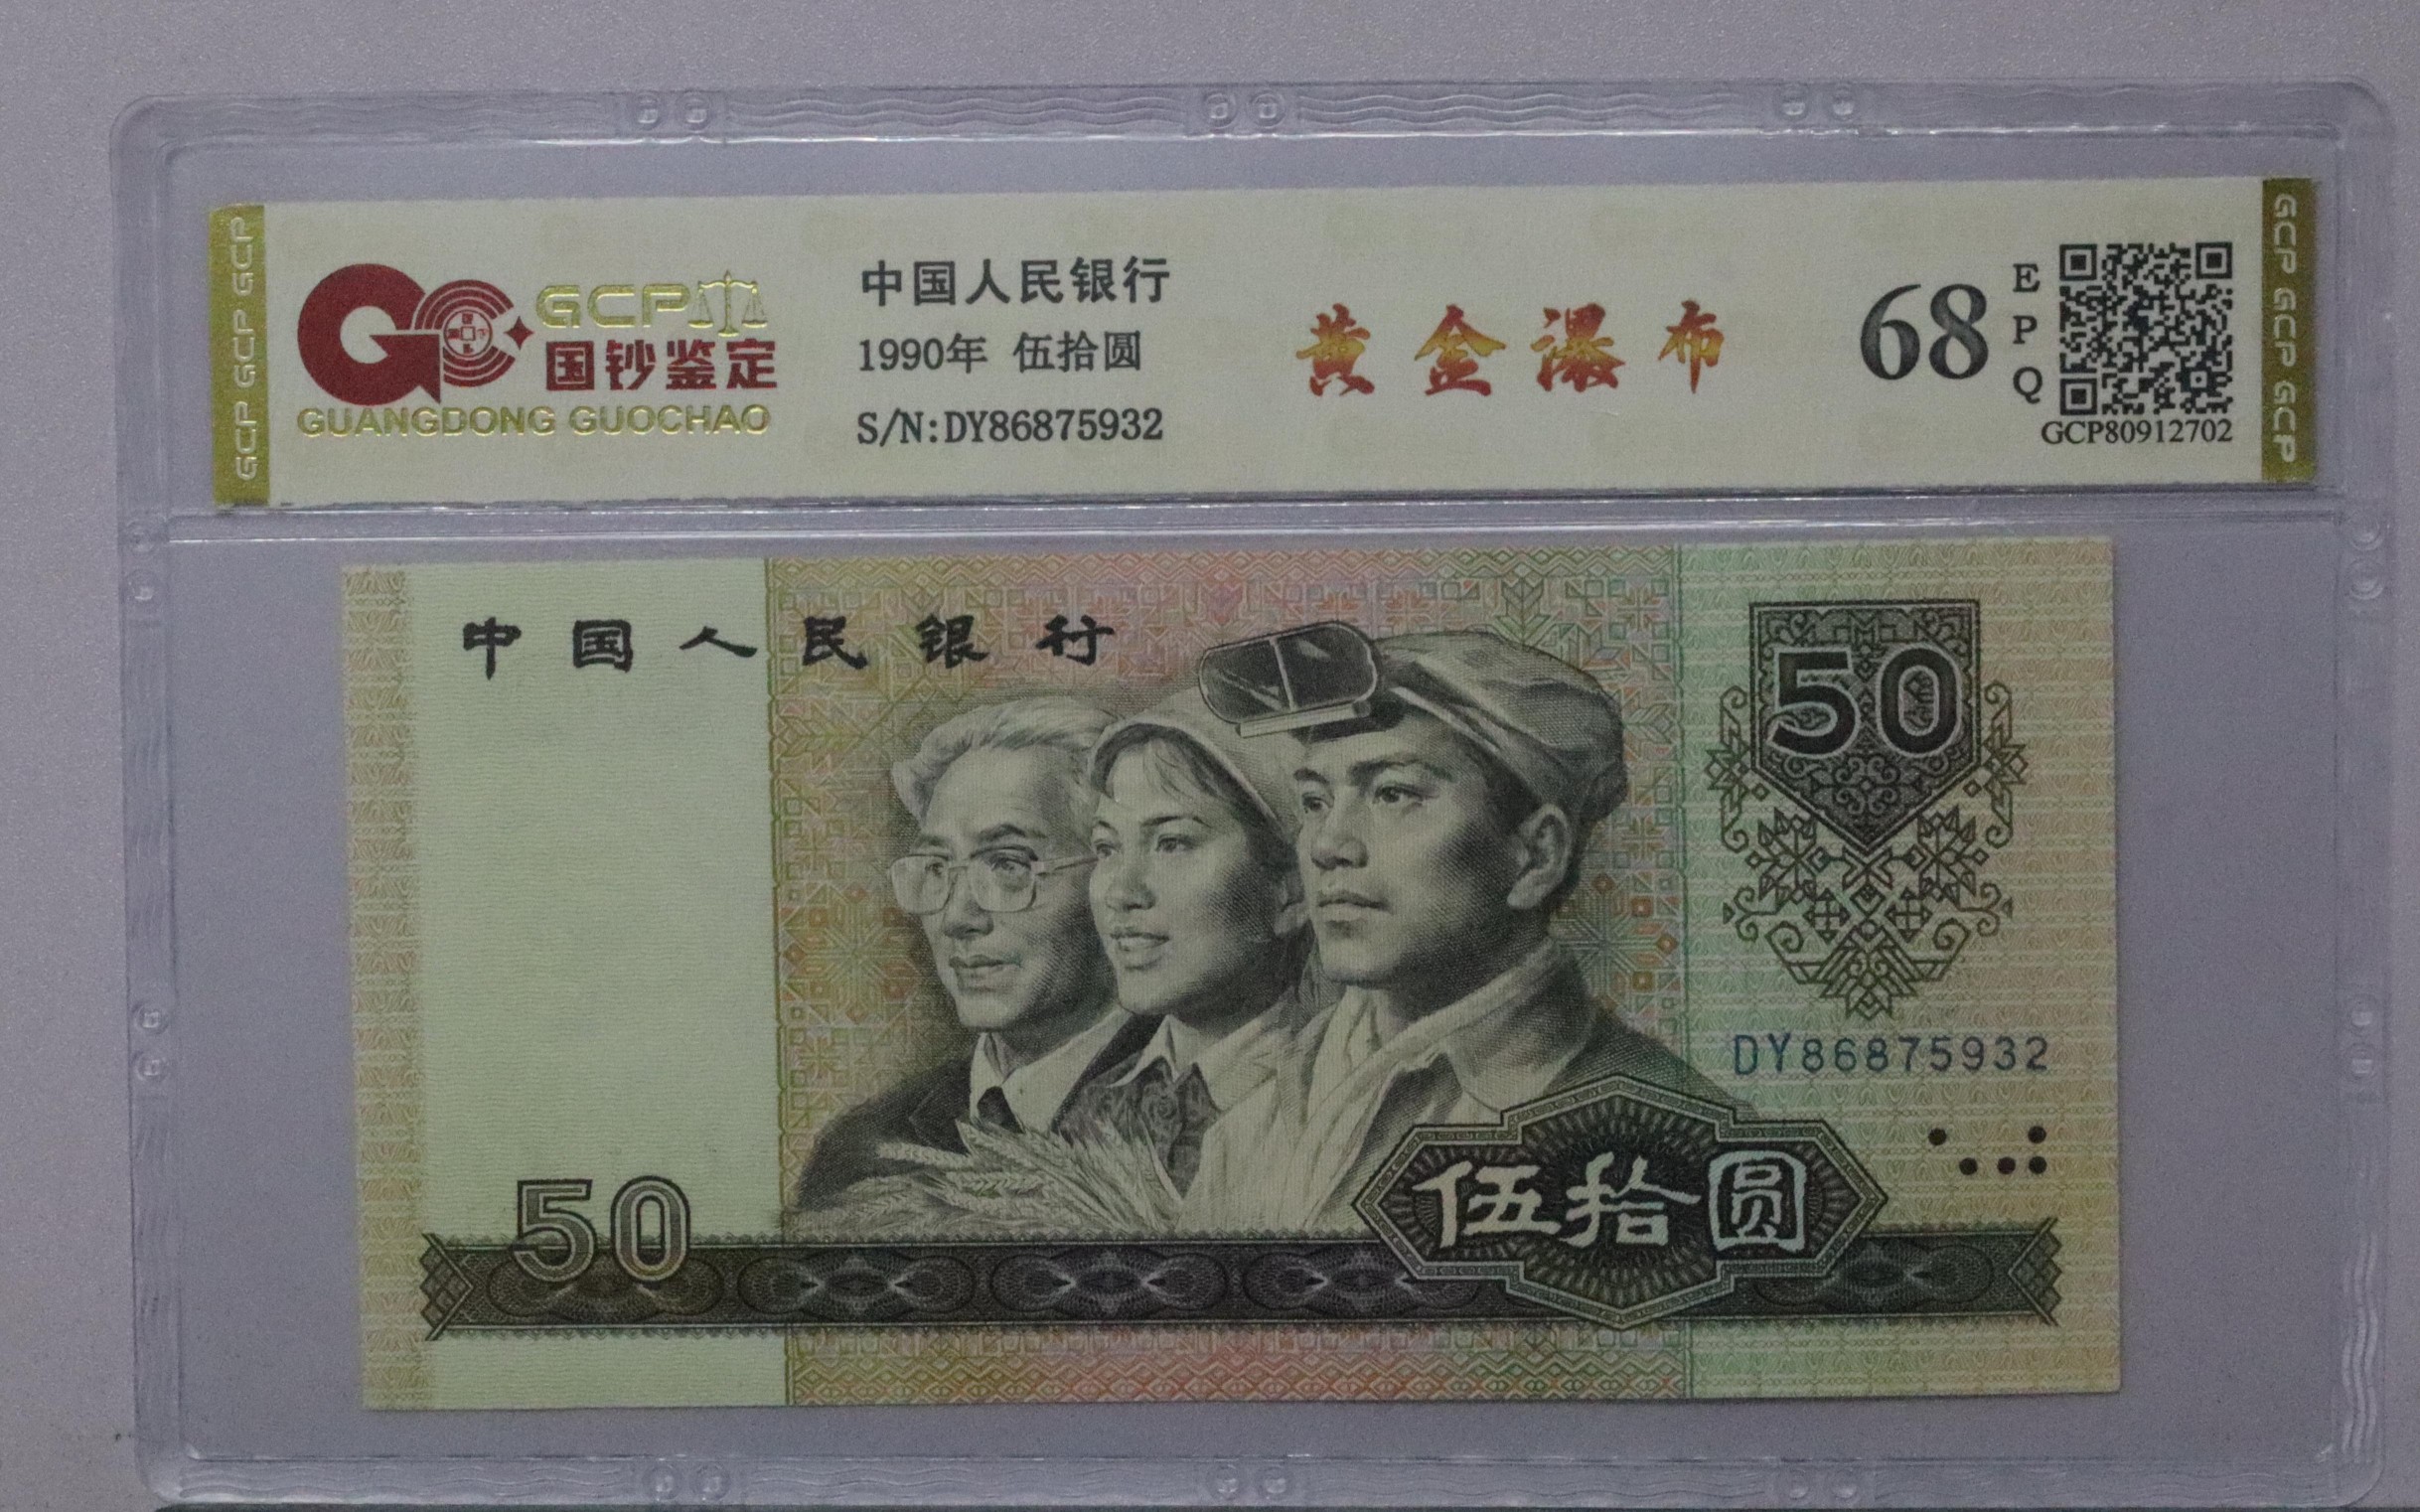 GCP GCP GCP
GCP
国钞鉴定
GUANGDONG GUOCHAO
中国人民银行
1990年 伍拾圆
S/N:DY86875932
黄金瀑布
68
E
P
Q
GCP80912702
GCP GCP GCP
中国人民银行
50
DY86875932
50
伍拾圆